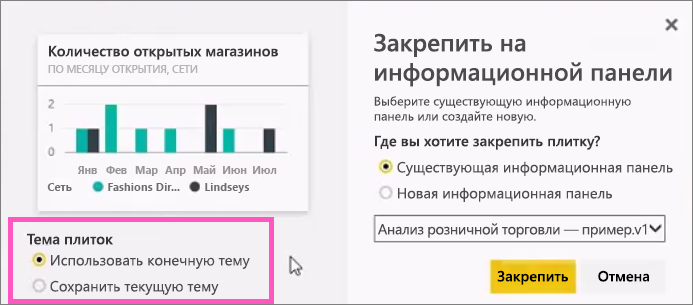 Количество открытых магазинов
ПО МЕСЯЦУ ОТКРЫТИЯ, СЕТИ
2
1
0
Янв Фев Мар Апр Май Июн Июл
Сеть Fashions Dir... Lindseys
Тема плиток
Использовать конечную тему
Сохранить текущую тему
Закрепить на
информационной панели
Выберите существующую информационную
панель или создайте новую.
Где вы хотите закрепить плитку?
Существующая информационная панель
Новая информационная панель
Анализ розничной торговли — пример.v1
Закрепить Отмена